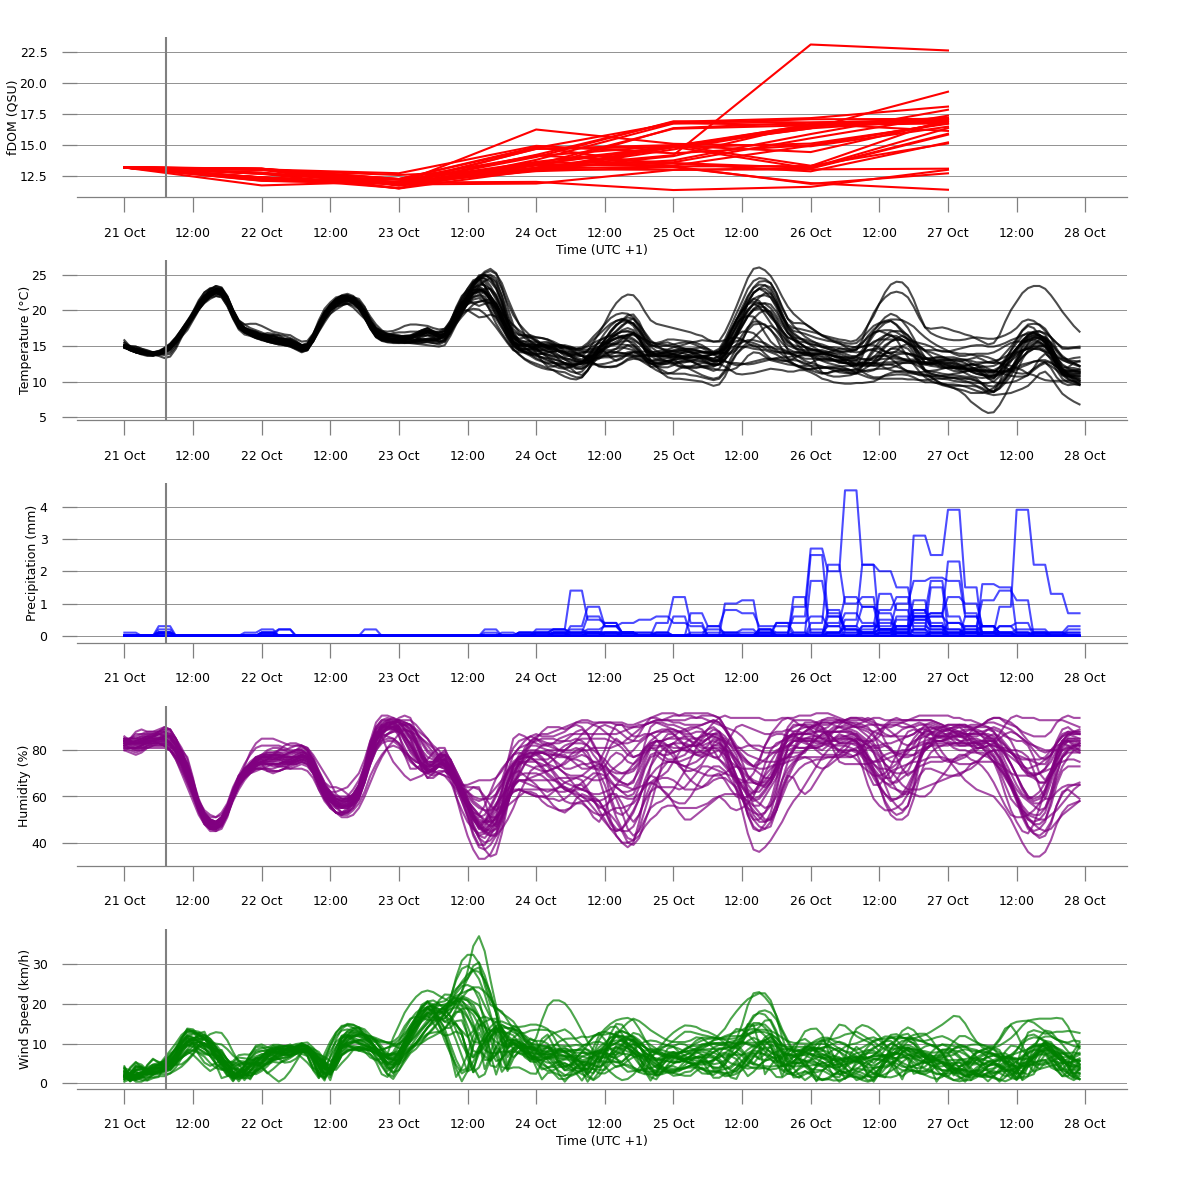 22.5
20.0
17.5
15.0
12.5
fDOM (QSU)
21 Oct 12:00 22 Oct 12:00 23 Oct 12:00 24 Oct 12:00 25 Oct 12:00 26 Oct 12:00 27 Oct 12:00 28 Oct
Time (UTC +1)
25
20
15
10
5
Temperature (°C)
21 Oct 12:00 22 Oct 12:00 23 Oct 12:00 24 Oct 12:00 25 Oct 12:00 26 Oct 12:00 27 Oct 12:00 28 Oct
4
3
2
1
0
Precipitation (mm)
21 Oct 12:00 22 Oct 12:00 23 Oct 12:00 24 Oct 12:00 25 Oct 12:00 26 Oct 12:00 27 Oct 12:00 28 Oct
80
60
40
Humidity (%)
21 Oct 12:00 22 Oct 12:00 23 Oct 12:00 24 Oct 12:00 25 Oct 12:00 26 Oct 12:00 27 Oct 12:00 28 Oct
30
20
10
0
Wind Speed (km/h)
21 Oct 12:00 22 Oct 12:00 23 Oct 12:00 24 Oct 12:00 25 Oct 12:00 26 Oct 12:00 27 Oct 12:00 28 Oct
Time (UTC +1)